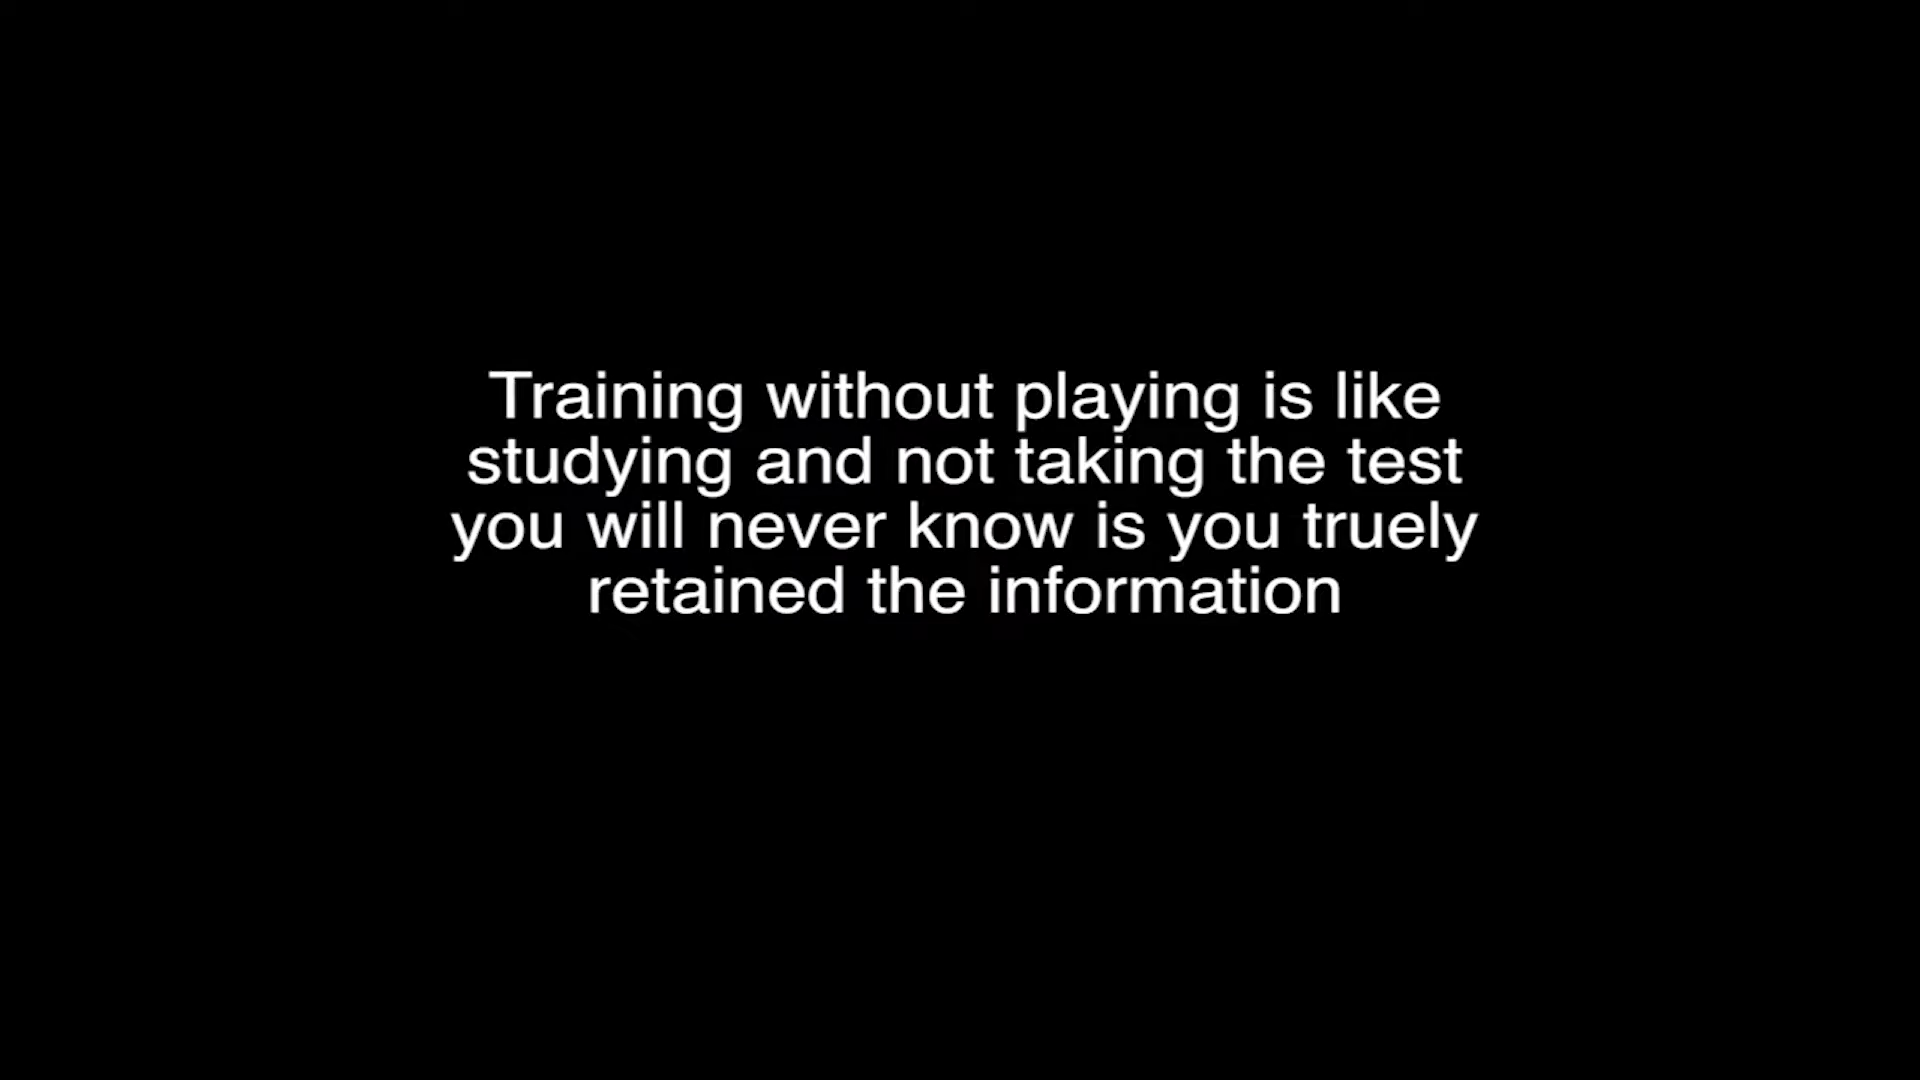 Training without playing is like
studying and not taking the test
you will never know is you truely
retained the information